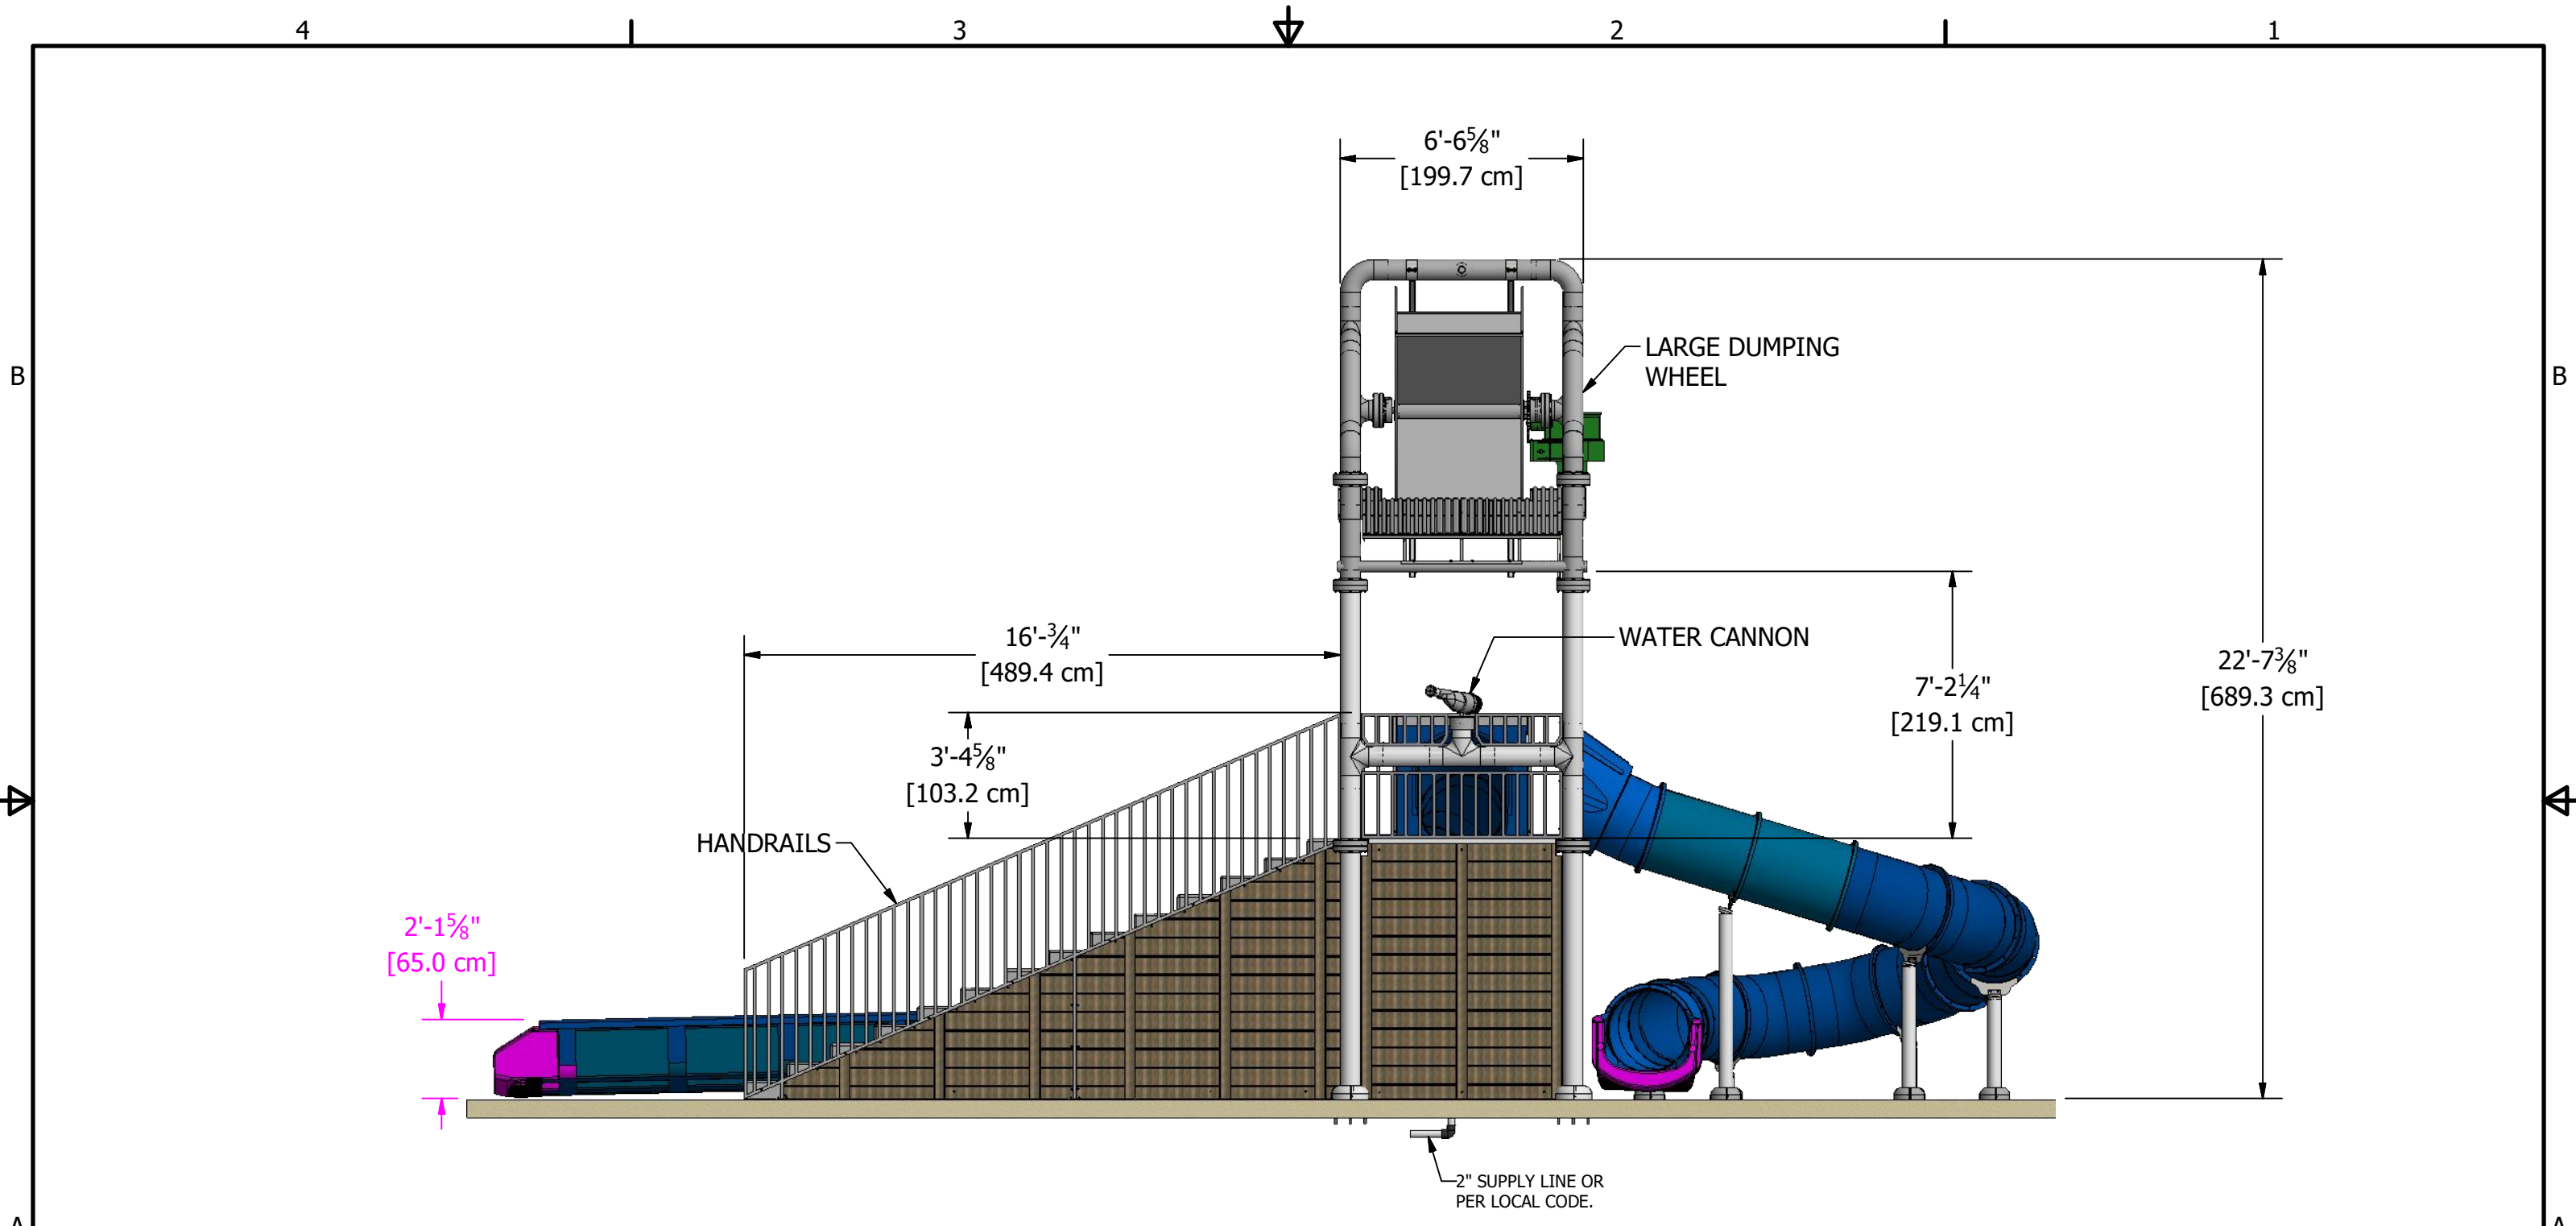 4 3 2 1
6'-6⅝"
[199.7 cm]
B
B
LARGE DUMPING
WHEEL
16'-¾"
[489.4 cm]
WATER CANNON
22'-7⅜"
[689.3 cm]
7'-2¼"
[219.1 cm]
3'-4⅝"
[103.2 cm]
HANDRAILS
2'-1⅝"
[65.0 cm]
2" SUPPLY LINE OR
PER LOCAL CODE.
A
A